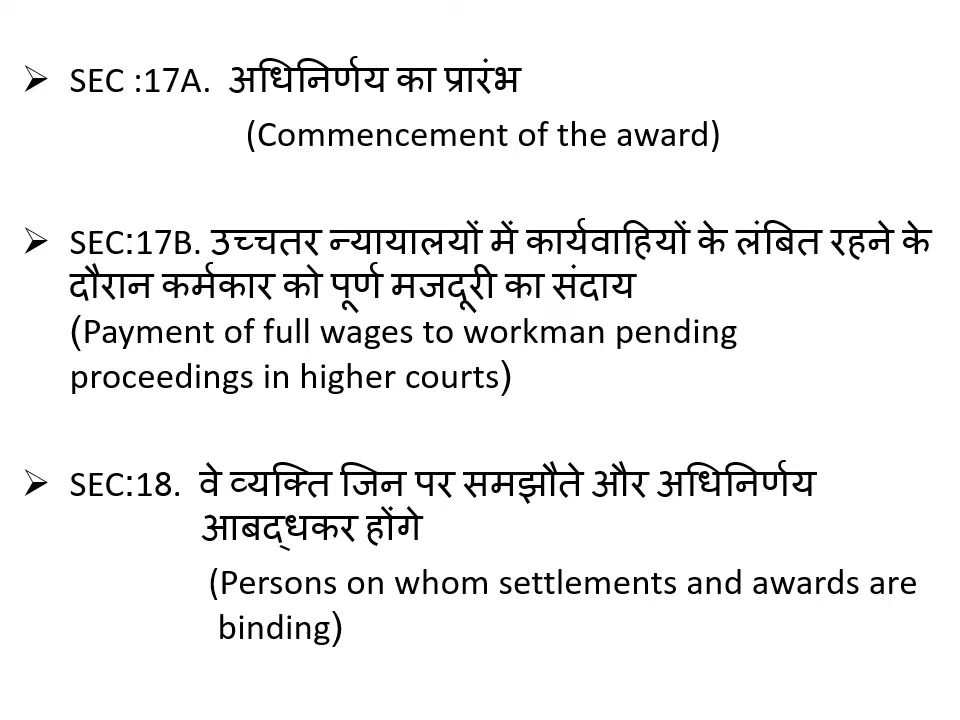 ➢ SEC :17A. अधिनिर्णय का प्रारंभ
(Commencement of the award)
➢ SEC:17B. उच्चतर न्यायालयों में कार्यवाहियों के लंबित रहने के
दौरान कर्मकार को पूर्ण मजदूरी का संदाय
(Payment of full wages to workman pending
proceedings in higher courts)
➢ SEC:18. वे व्यक्ति जिन पर समझौते और अधिनिर्णय
आबद्धकर होंगे
(Persons on whom settlements and awards are
binding)